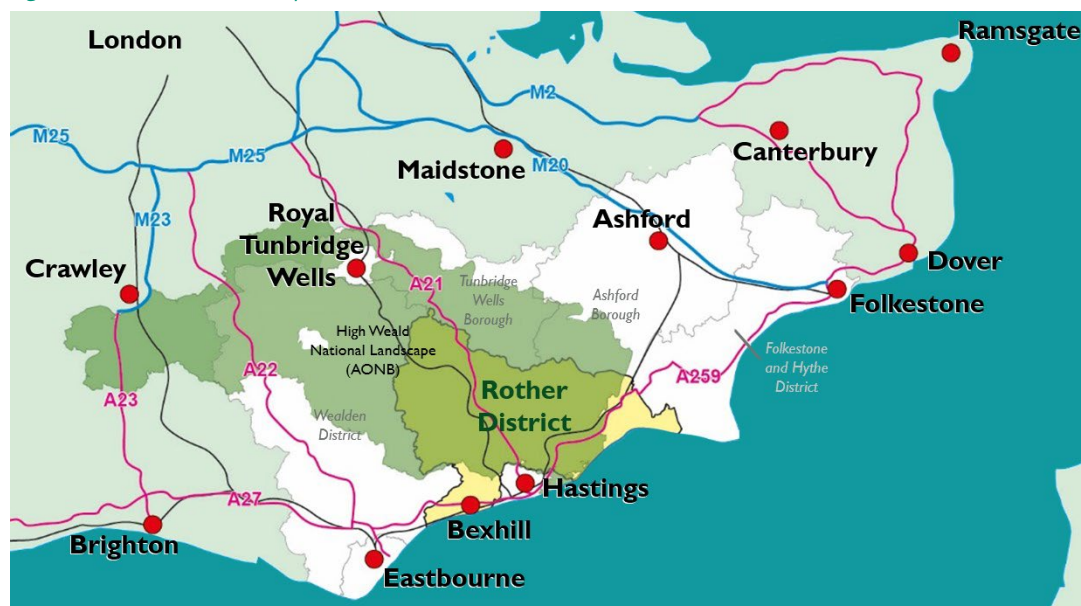 London
Ramsgate
M2
M25
M25
Maidstone
M20
Canterbury
M23
Royal
Tunbridge
Wells
Ashford
Crawley
A21
Tunbridge
Wells
Borough
Ashford
Borough
Dover
Folkestone
High Weald
National Landscape
(AONB)
Folkestone
and Hythe
District
A22
A259
A23
Rother
District
Wealden
District
A27
Hastings
Bexhill
Brighton
Eastbourne